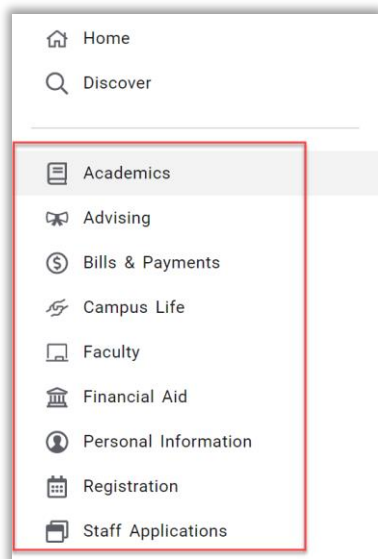 Home
Discover
Academics
Advising
Bills & Payments
Campus Life
Faculty
Financial Aid
Personal Information
Registration
Staff Applications